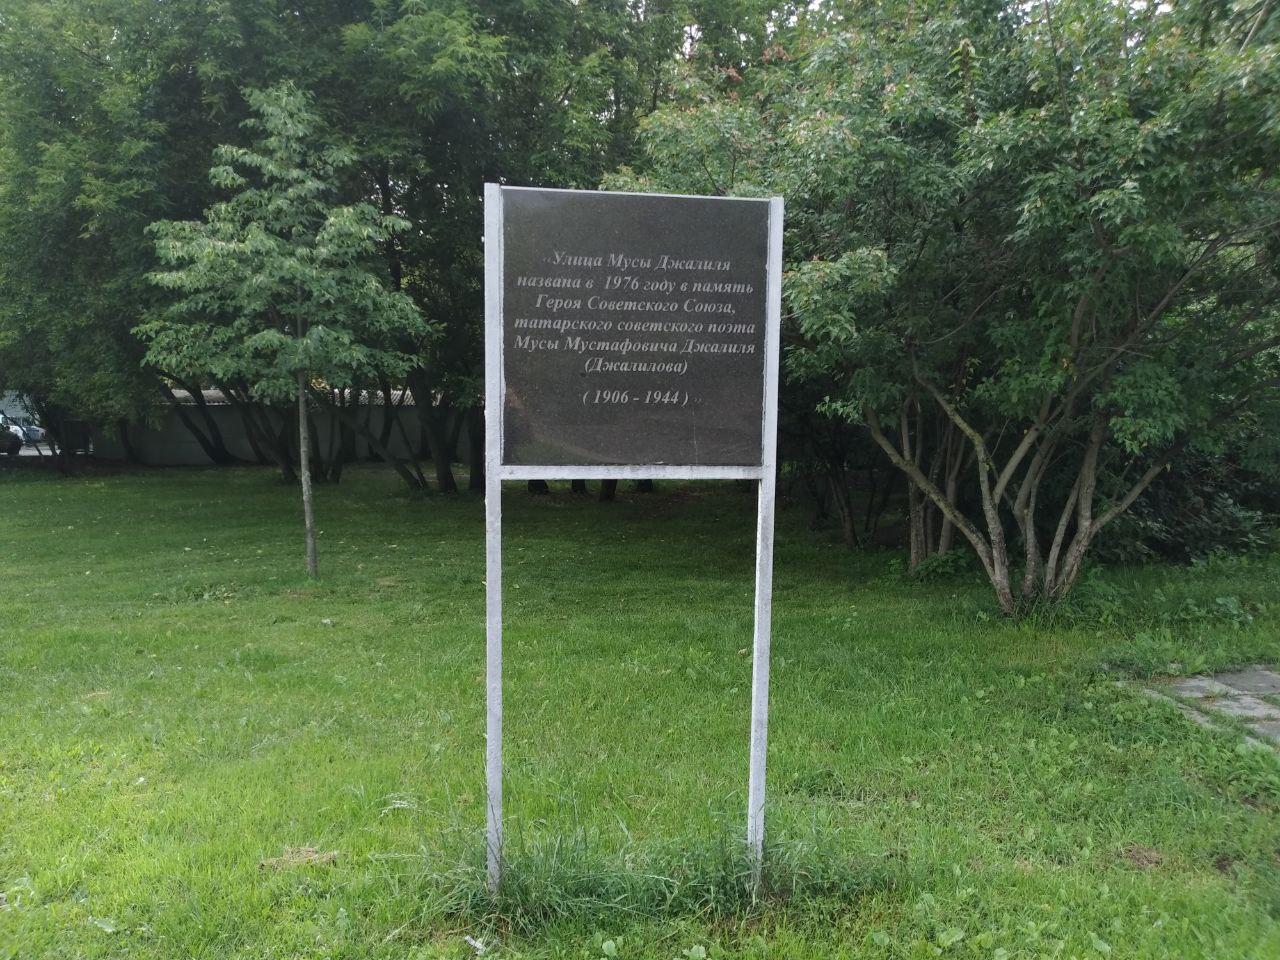 «Улица Мусы Джалиля
названа в 1976 году в память
Героя Советского Союза,
татарского советского поэта
Мусы Мустафовича Джалиля
(Джалилова)
( 1906 - 1944 ) »